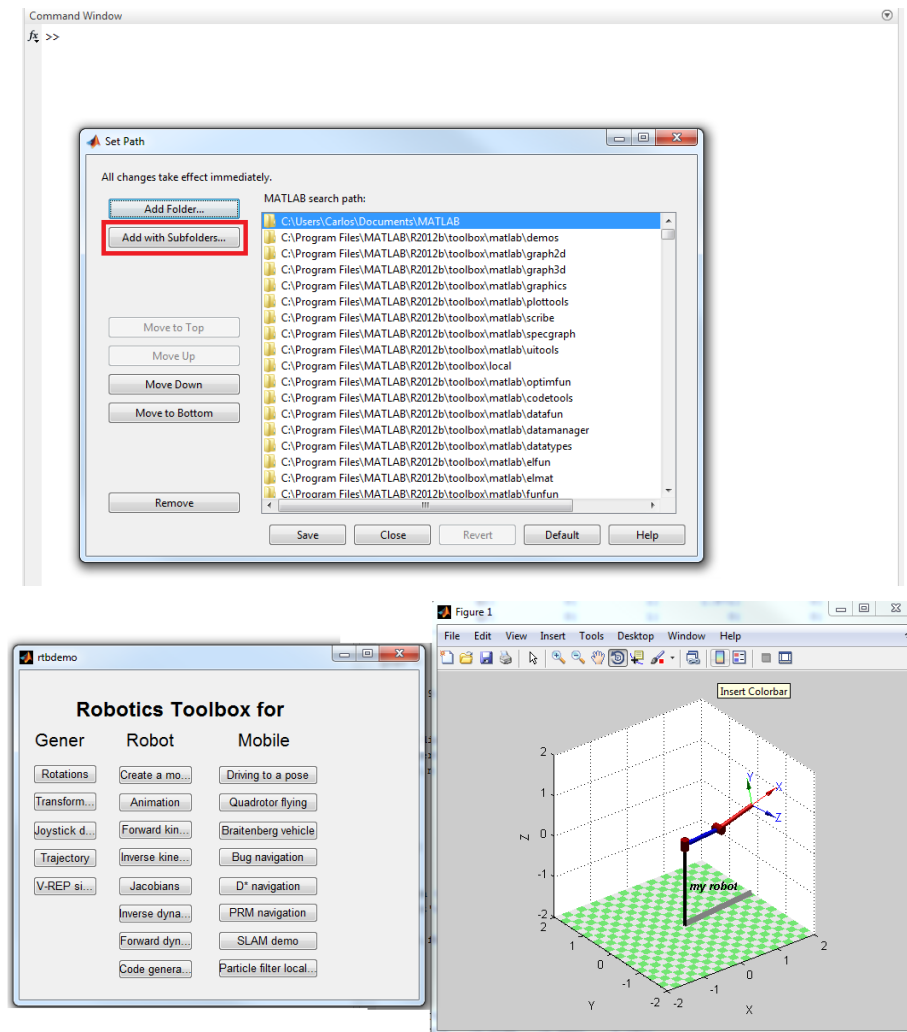 Command Window
fx >>
Set Path
All changes take effect immediately.
MATLAB search path:
Add Folder...
Add with Subfolders...
Move to Top
Move Up
Move Down
Move to Bottom
Remove
C:\Users\Carlos\Documents\MATLAB
C:\Program Files\MATLAB\R2012b\toolbox\matlab\demos
C:\Program Files\MATLAB\R2012b\toolbox\matlab\graph2d
C:\Program Files\MATLAB\R2012b\toolbox\matlab\graph3d
C:\Program Files\MATLAB\R2012b\toolbox\matlab\graphics
C:\Program Files\MATLAB\R2012b\toolbox\matlab\plottools
C:\Program Files\MATLAB\R2012b\toolbox\matlab\scribe
C:\Program Files\MATLAB\R2012b\toolbox\matlab\specgraph
C:\Program Files\MATLAB\R2012b\toolbox\matlab\uitools
C:\Program Files\MATLAB\R2012b\toolbox\local
C:\Program Files\MATLAB\R2012b\toolbox\matlab\optimfun
C:\Program Files\MATLAB\R2012b\toolbox\matlab\codetools
C:\Program Files\MATLAB\R2012b\toolbox\matlab\datafun
C:\Program Files\MATLAB\R2012b\toolbox\matlab\datamanager
C:\Program Files\MATLAB\R2012b\toolbox\matlab\datatypes
C:\Program Files\MATLAB\R2012b\toolbox\matlab\elfun
C:\Program Files\MATLAB\R2012b\toolbox\matlab\elmat
C:\Program Files\MATLAB\R2012b\toolbox\matlab\funfun
Save Close Revert Default Help
rtbdemo
Robotics Toolbox for
Gener Robot Mobile
Rotations Create a mo... Driving to a pose
Transform... Animation Quadrotor flying
Joystick d... Forward kin... Braitenberg vehicle
Trajectory Inverse kine... Bug navigation
V-REP si... Jacobians D* navigation
Inverse dyna... PRM navigation
Forward dyn... SLAM demo
Code genera... Particle filter local...
Figure 1
File Edit View Insert Tools Desktop Window Help
Insert Colorbar
2
1
0
-1
-2
Z
Y
X
Z
my robot
2
1
0
-1
-2
Y
-2
-1
0
1
2
X